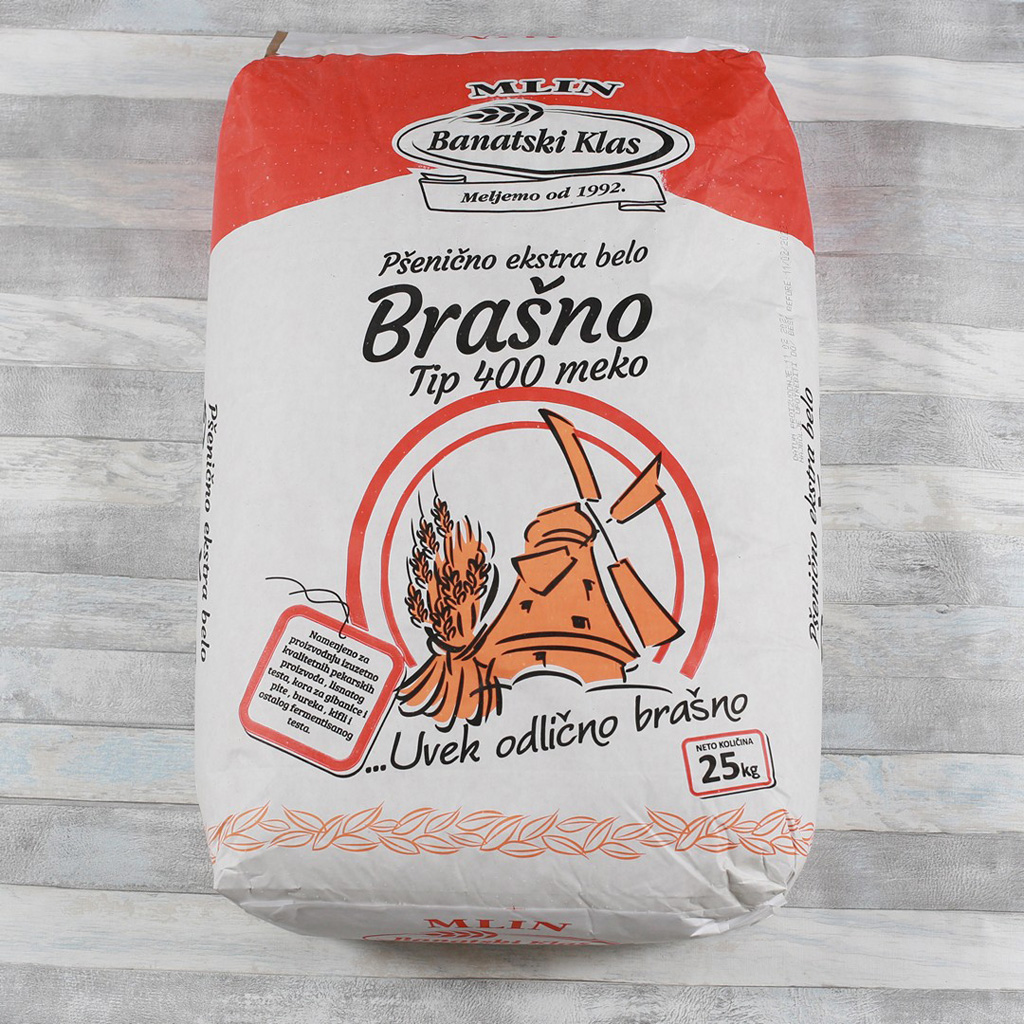 MLIN
Banatski Klas
Meljemo od 1992.
Pšenično ekstra belo
Brašno
Tip 400 meko
Pšenično ekstra belo
Pšenično ekstra belo
Namenjeno za
proizvodnju izuzetno
kvalitetnih pekarskih
proizvoda, lisnatog
testa, kora za gibanice i
pite, bureka, kifli i
ostalog fermentisanog
testa.
...Uvek odlično brašno
NETO KOLIČINA
25kg
MLIN
Banatski Klas